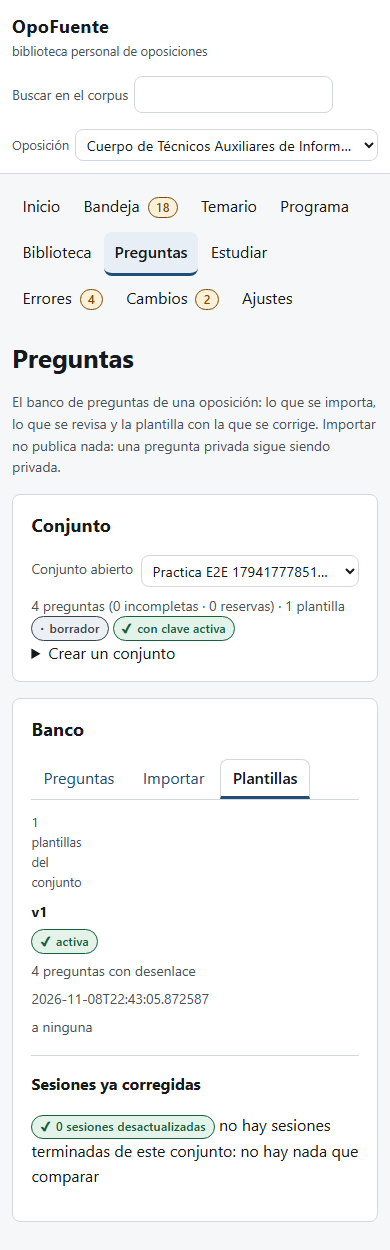 OpoFuente
biblioteca personal de oposiciones
Buscar en el corpus
Oposición Cuerpo de Técnicos Auxiliares de Inform...
Inicio Bandeja 18 Temario Programa
Biblioteca Preguntas Estudiar
Errores 4 Cambios 2 Ajustes
Preguntas
El banco de preguntas de una oposición: lo que se importa,
lo que se revisa y la plantilla con la que se corrige. Importar
no publica nada: una pregunta privada sigue siendo
privada.
Conjunto
Conjunto abierto Practica E2E 17941777851...
4 preguntas (0 incompletas · 0 reservas) · 1 plantilla
· borrador ✓ con clave activa
▶ Crear un conjunto
Banco
Preguntas Importar Plantillas
1
plantillas
del
conjunto
v1
✓ activa
4 preguntas con desenlace
2026-11-08T22:43:05.872587
a ninguna
Sesiones ya corregidas
✓ 0 sesiones desactualizadas no hay sesiones
terminadas de este conjunto: no hay nada que
comparar